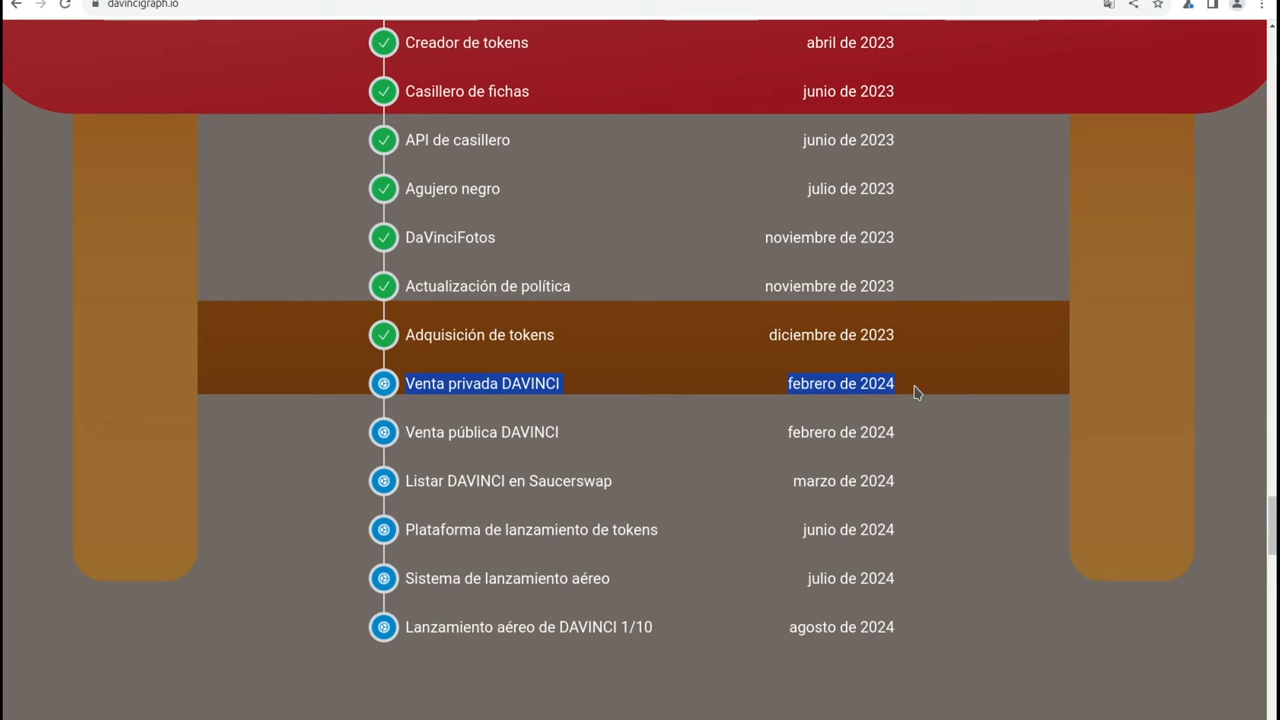 davincigraph.io
Creador de tokens abril de 2023
Casillero de fichas junio de 2023
API de casillero junio de 2023
Agujero negro julio de 2023
DaVinciFotos noviembre de 2023
Actualización de política noviembre de 2023
Adquisición de tokens diciembre de 2023
Venta privada DAVINCI febrero de 2024
Venta pública DAVINCI febrero de 2024
Listar DAVINCI en Saucerswap marzo de 2024
Plataforma de lanzamiento de tokens junio de 2024
Sistema de lanzamiento aéreo julio de 2024
Lanzamiento aéreo de DAVINCI 1/10 agosto de 2024